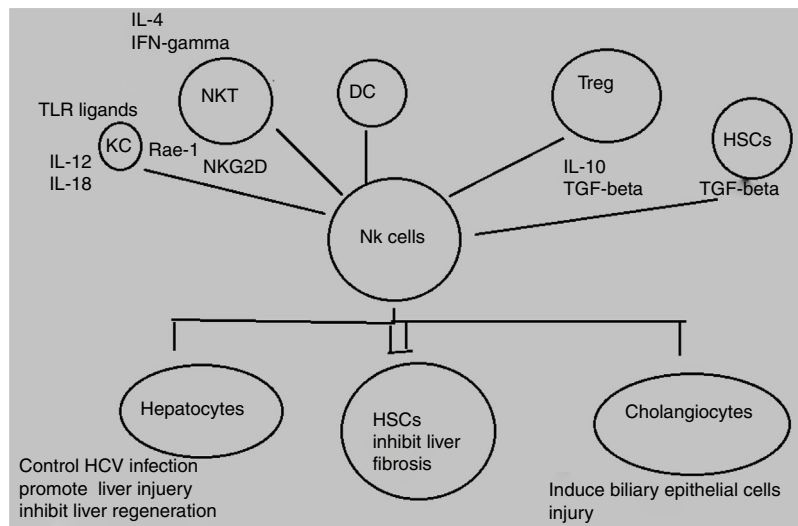 IL-4
IFN-gamma
NKT
DC
Treg
TLR ligands
KC
Rae-1
HSCs
IL-12
IL-18
NKG2D
IL-10
TGF-beta
TGF-beta
Nk cells
Hepatocytes
HSCs
inhibit liver
fibrosis
Cholangiocytes
Control HCV infection
promote liver injuery
inhibit liver regeneration
Induce biliary epithelial cells
injury